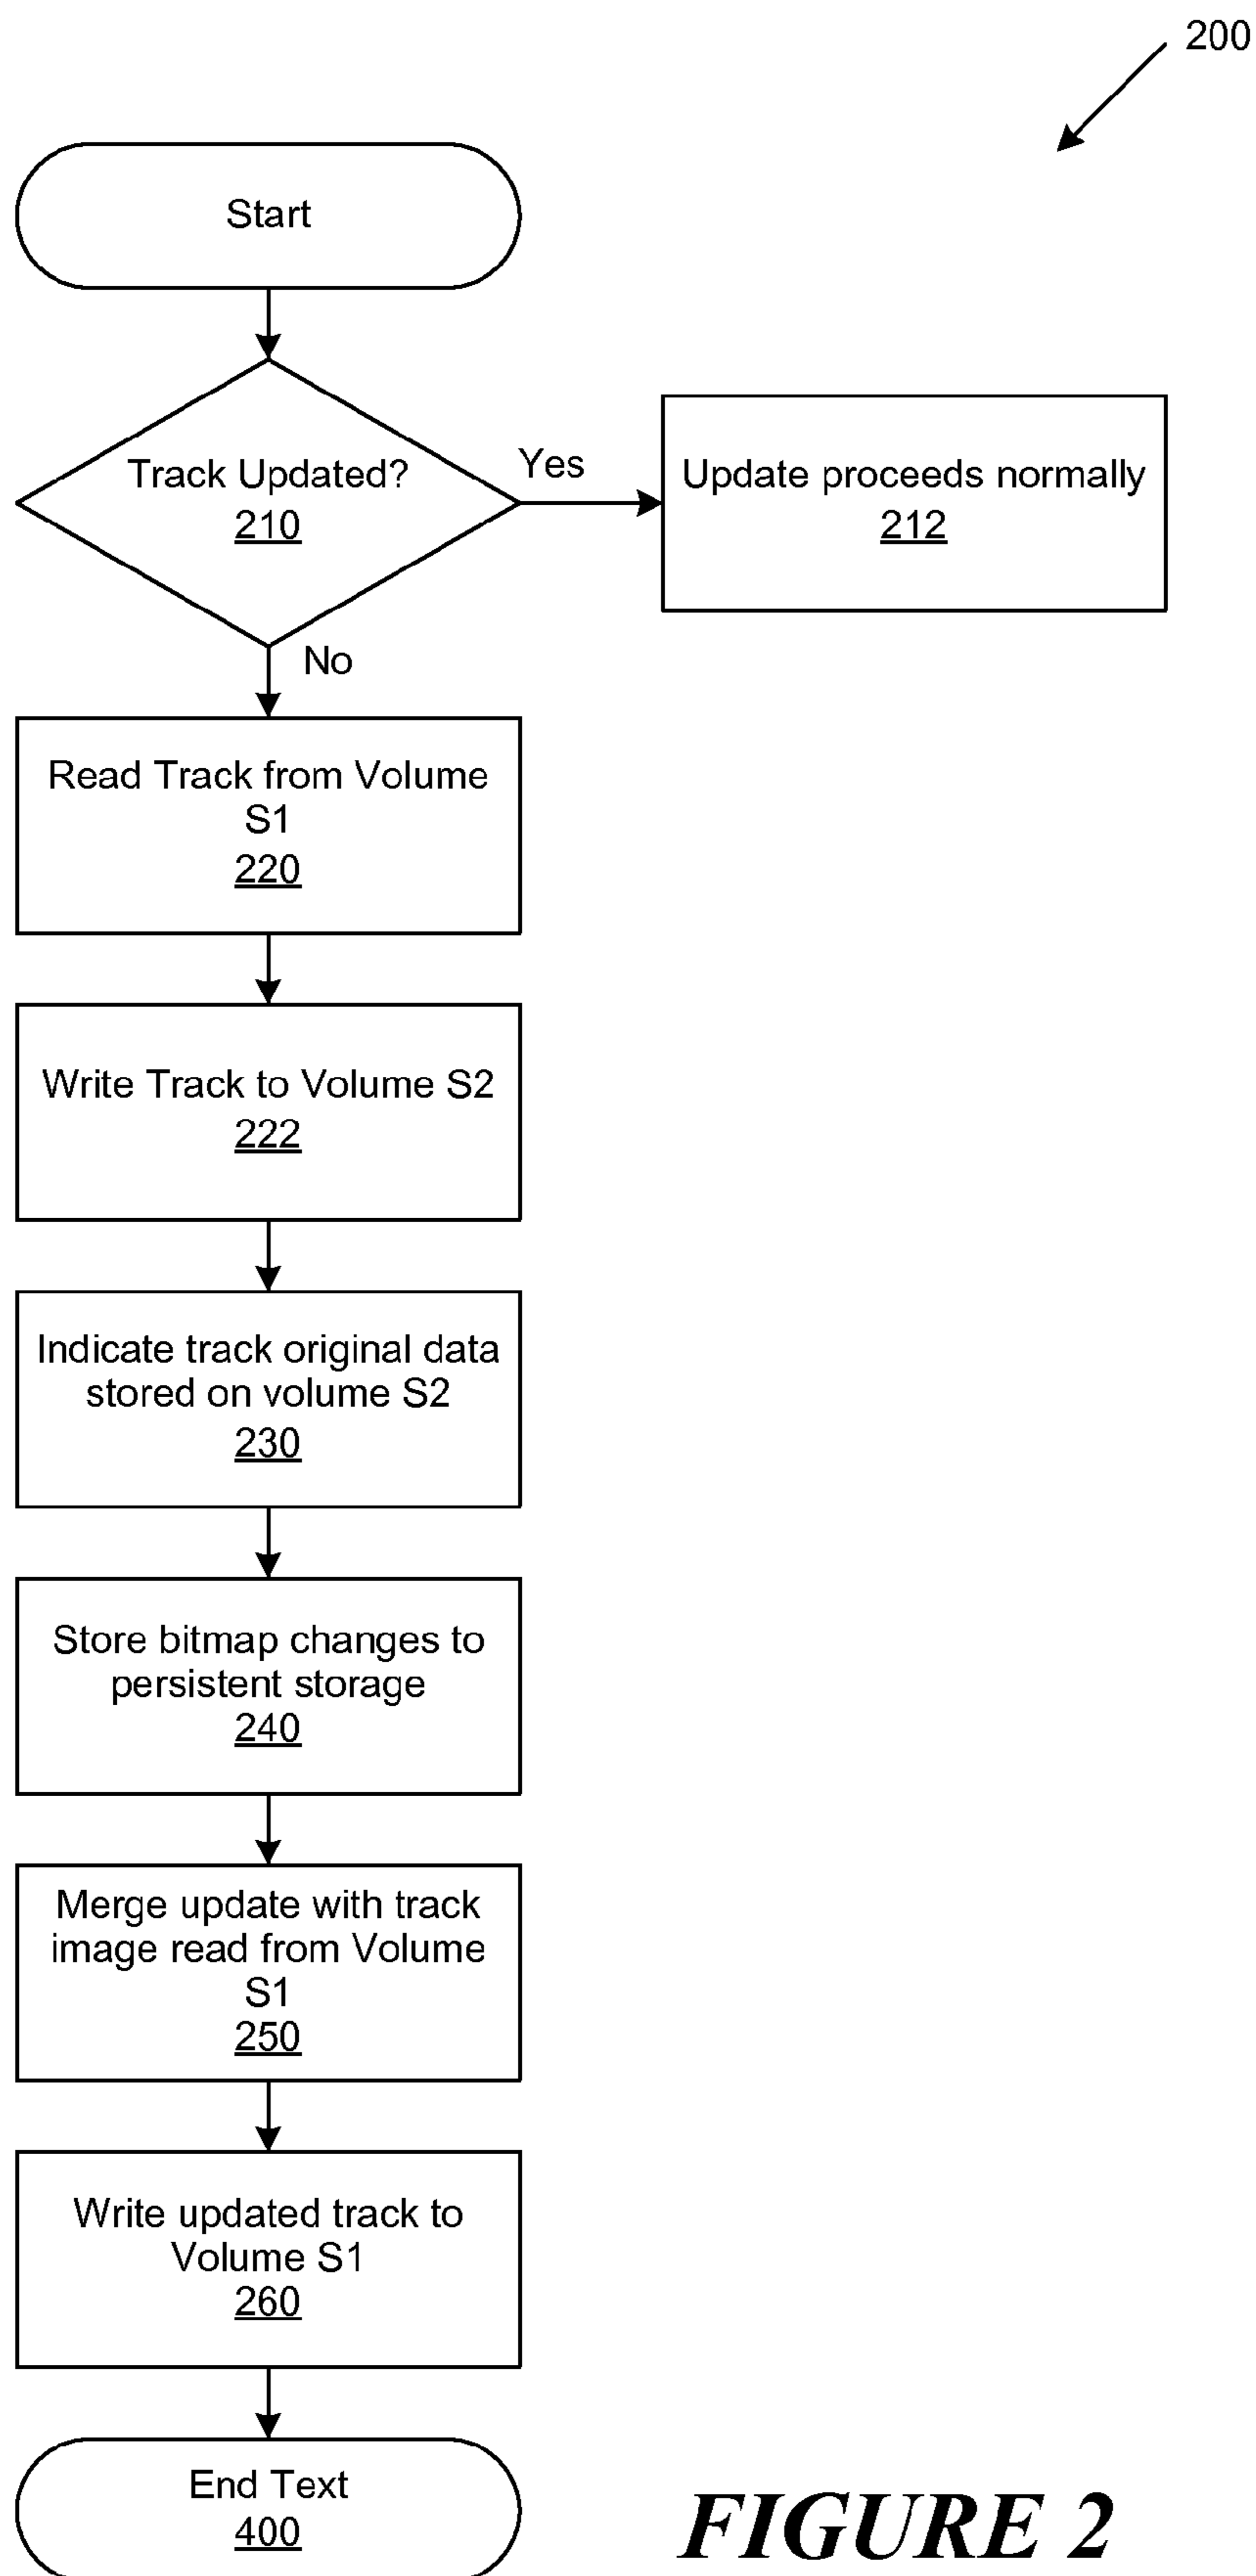 200
Start
Track Updated?
210
Yes
Update proceeds normally
212
No
Read Track from Volume
S1
220
Write Track to Volume S2
222
Indicate track original data
stored on volume S2
230
Store bitmap changes to
persistent storage
240
Merge update with track
image read from Volume
S1
250
Write updated track to
Volume S1
260
End Text
400
FIGURE 2